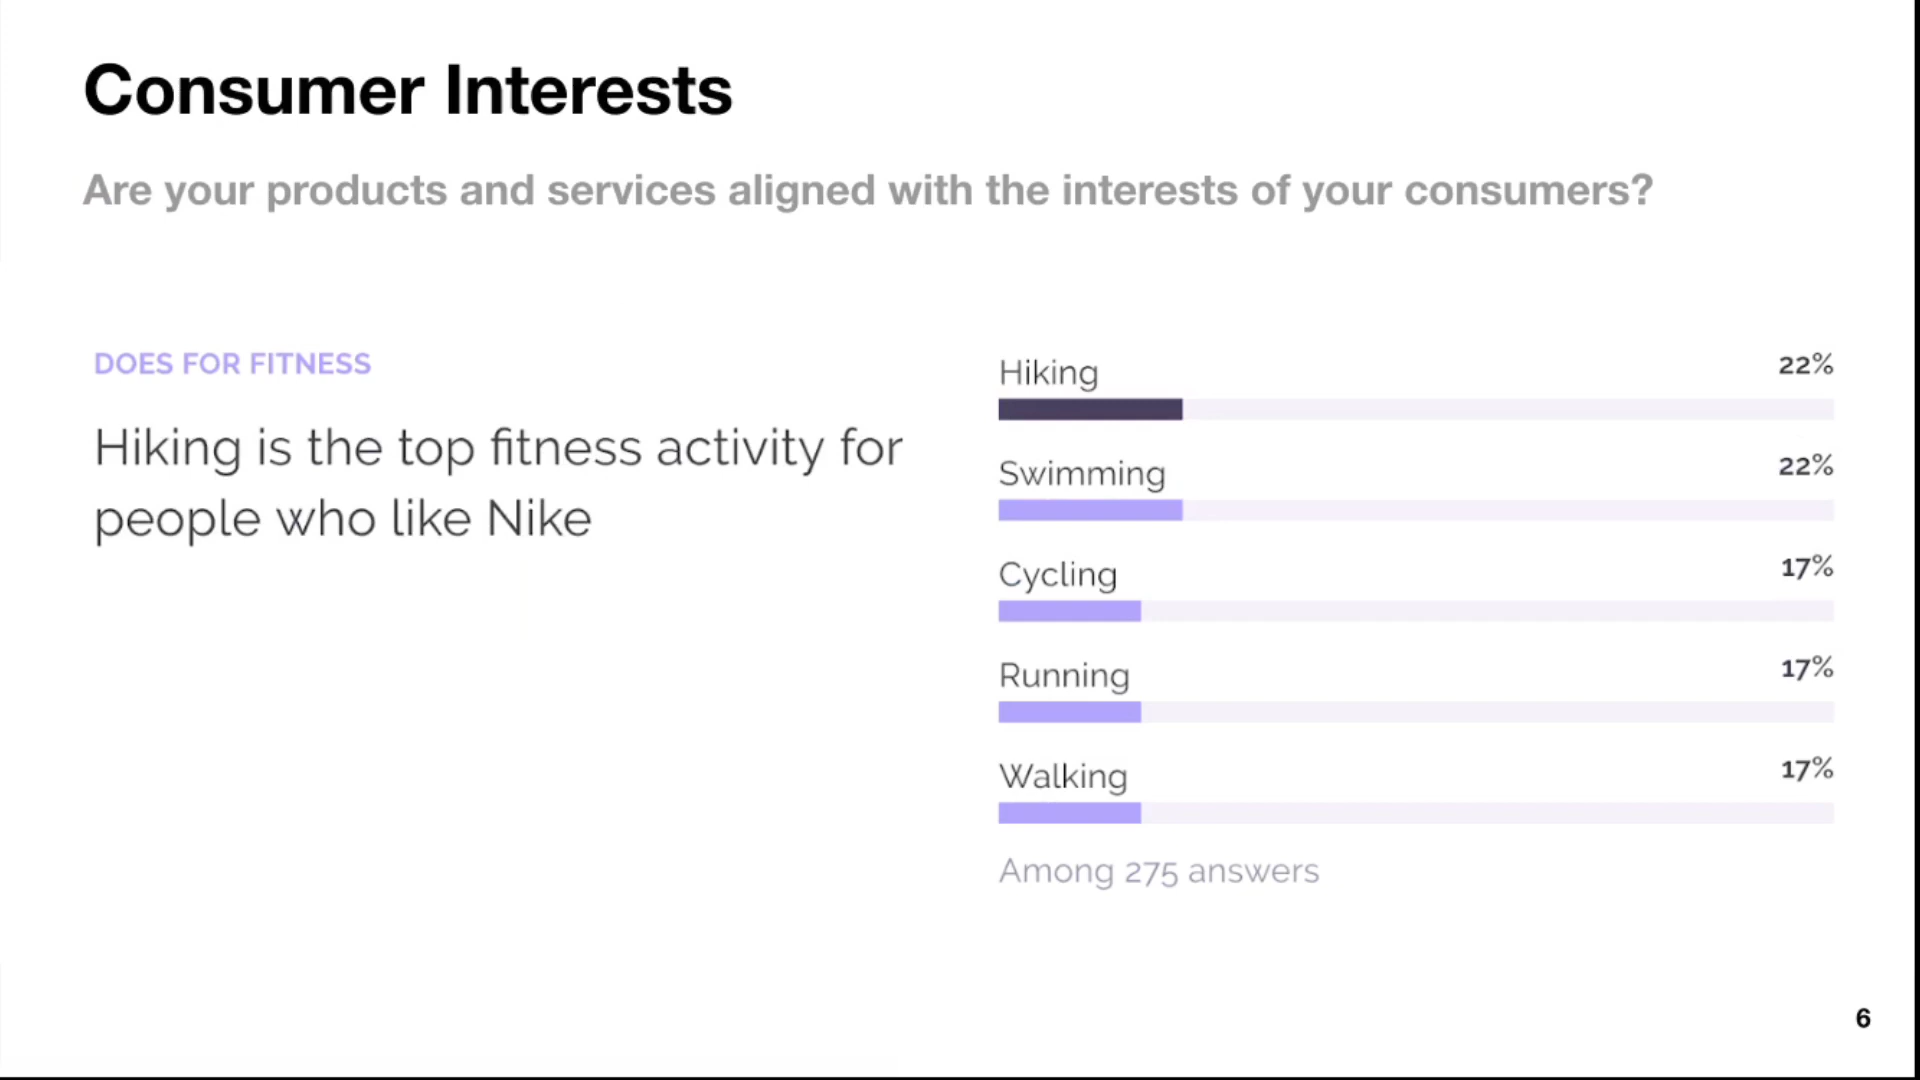 Consumer Interests
Are your products and services aligned with the interests of your consumers?
DOES FOR FITNESS
Hiking is the top fitness activity for
people who like Nike
Hiking 22%
Swimming 22%
Cycling 17%
Running 17%
Walking 17%
Among 275 answers
6